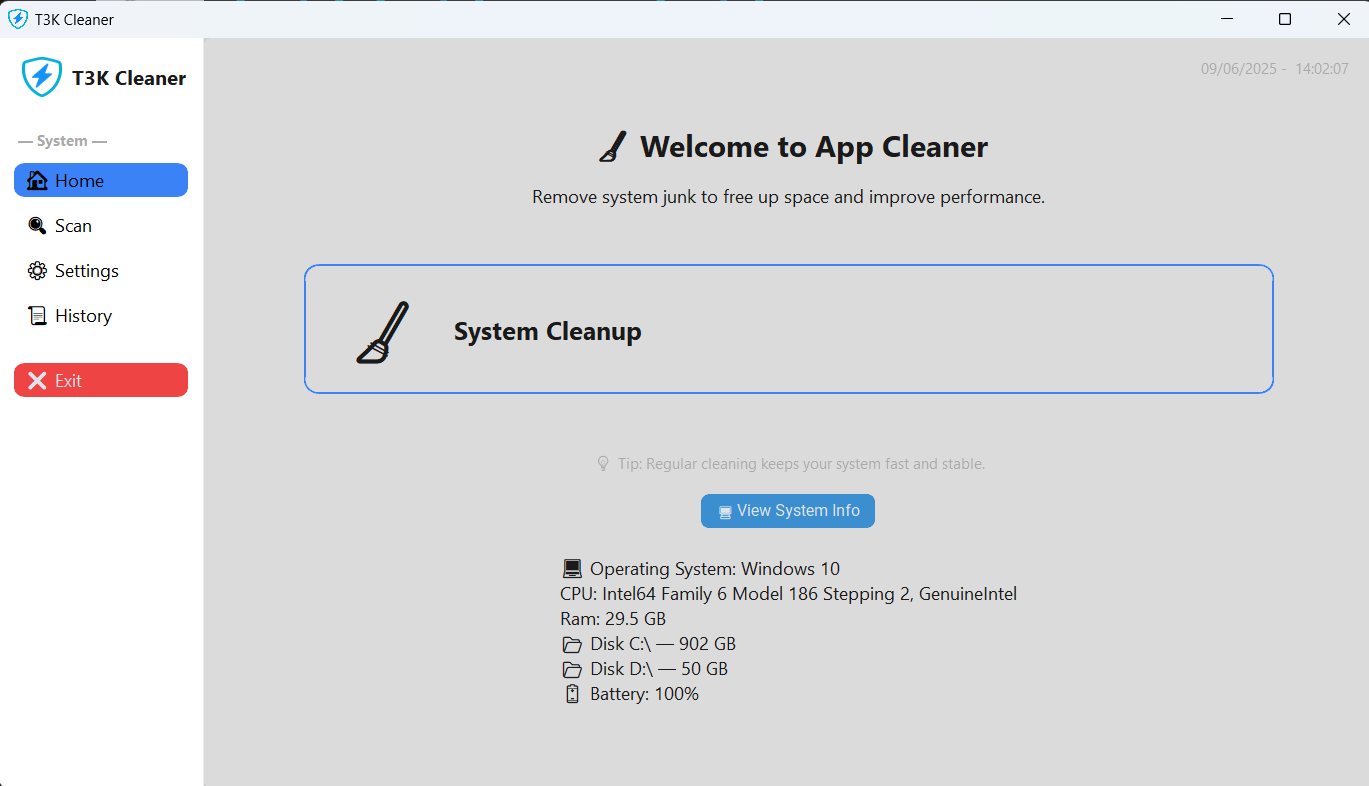 T3K Cleaner
T3K Cleaner
— System —
Home
Scan
Settings
History
Exit
09/06/2025 - 14:02:07
Welcome to App Cleaner
Remove system junk to free up space and improve performance.
System Cleanup
Tip: Regular cleaning keeps your system fast and stable.
View System Info
Operating System: Windows 10
CPU: Intel64 Family 6 Model 186 Stepping 2, GenuineIntel
Ram: 29.5 GB
Disk C:\ — 902 GB
Disk D:\ — 50 GB
Battery: 100%